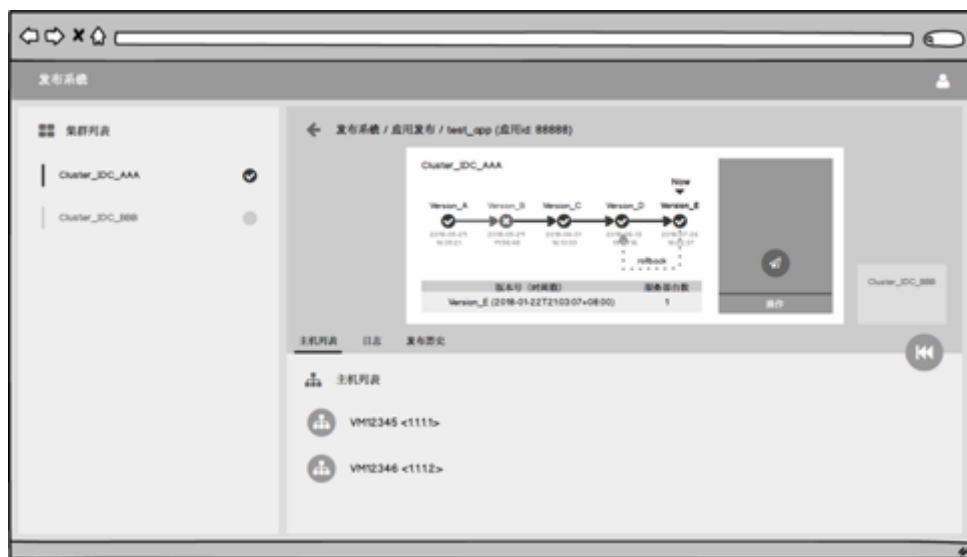 发布系统
集群列表
Cluster_IDC_AAA
Cluster_IDC_BBB
发布系统 / 应用发布 / test_app (应用id: 88888)
Cluster_IDC_AAA
Now
Version_A Version_B Version_C Version_D Version_E
rollback
版本号 (时间戳) 服务器台数
Version_E (2018-01-22T21:03:07+08:00) 1
操作
Cluster_IDC_BBB
主机列表 日志 发布历史
主机列表
VM12345 <1.1.1.1>
VM12346 <1.1.1.2>